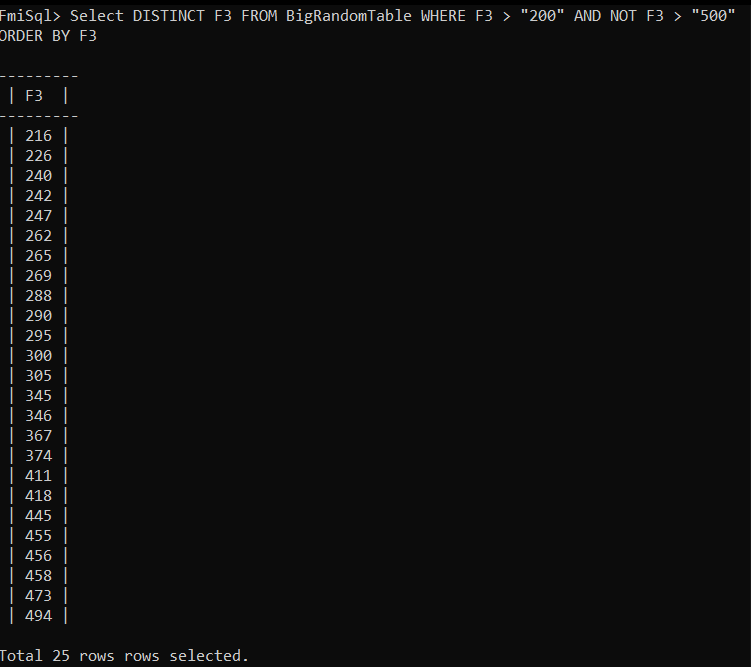 FmiSql> Select DISTINCT F3 FROM BigRandomTable WHERE F3 > "200" AND NOT F3 > "500"
ORDER BY F3
---------
| F3  |
---------
| 216 |
| 226 |
| 240 |
| 242 |
| 247 |
| 262 |
| 265 |
| 269 |
| 288 |
| 290 |
| 295 |
| 300 |
| 305 |
| 345 |
| 346 |
| 367 |
| 374 |
| 411 |
| 418 |
| 445 |
| 455 |
| 456 |
| 458 |
| 473 |
| 494 |
Total 25 rows rows selected.